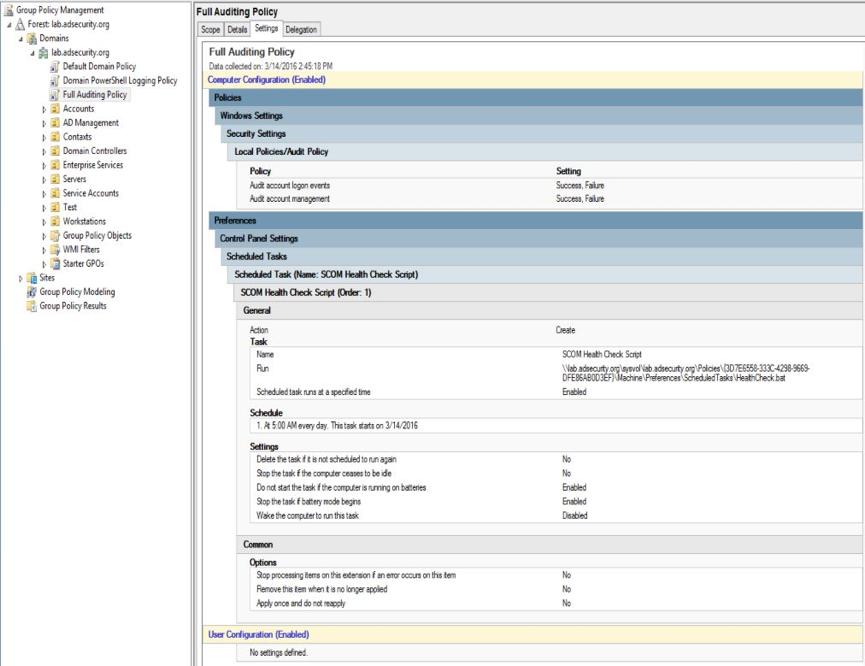 Group Policy Management
Forest: lab.adsecurity.org
Domains
lab.adsecurity.org
Default Domain Policy
Domain PowerShell Logging Policy
Full Auditing Policy
Accounts
AD Management
Contaxts
Domain Controllers
Enterprise Services
Servers
Service Accounts
Test
Workstations
Group Policy Objects
WMI Filters
Starter GPOs
Sites
Group Policy Modeling
Group Policy Results
Full Auditing Policy
Scope Details Settings Delegation
Full Auditing Policy
Data collected on: 3/14/2016 2:45:18 PM
Computer Configuration (Enabled)
Policies
Windows Settings
Security Settings
Local Policies/Audit Policy
Policy Setting
Audit account logon events Success, Failure
Audit account management Success, Failure
Preferences
Control Panel Settings
Scheduled Tasks
Scheduled Task (Name: SCOM Health Check Script)
SCOM Health Check Script (Order: 1)
General
Action Create
Task
Name SCOM Health Check Script
Run \\lab.adsecurity.org\sysvol\lab.adsecurity.org\Policies\{3D7E6558-333C-4298-9669-
DFE86AB0D3EF}\Machine\Preferences\ScheduledTasks\HealthCheck.bat
Scheduled task runs at a specified time Enabled
Schedule
1. At 5:00 AM every day. This task starts on 3/14/2016
Settings
Delete the task if it is not scheduled to run again No
Stop the task if the computer ceases to be idle No
Do not start the task if the computer is running on batteries Enabled
Stop the task if battery mode begins Enabled
Wake the computer to run this task Disabled
Common
Options
Stop processing items on this extension if an error occurs on this item No
Remove this item when it is no longer applied No
Apply once and do not reapply No
User Configuration (Enabled)
No settings defined.